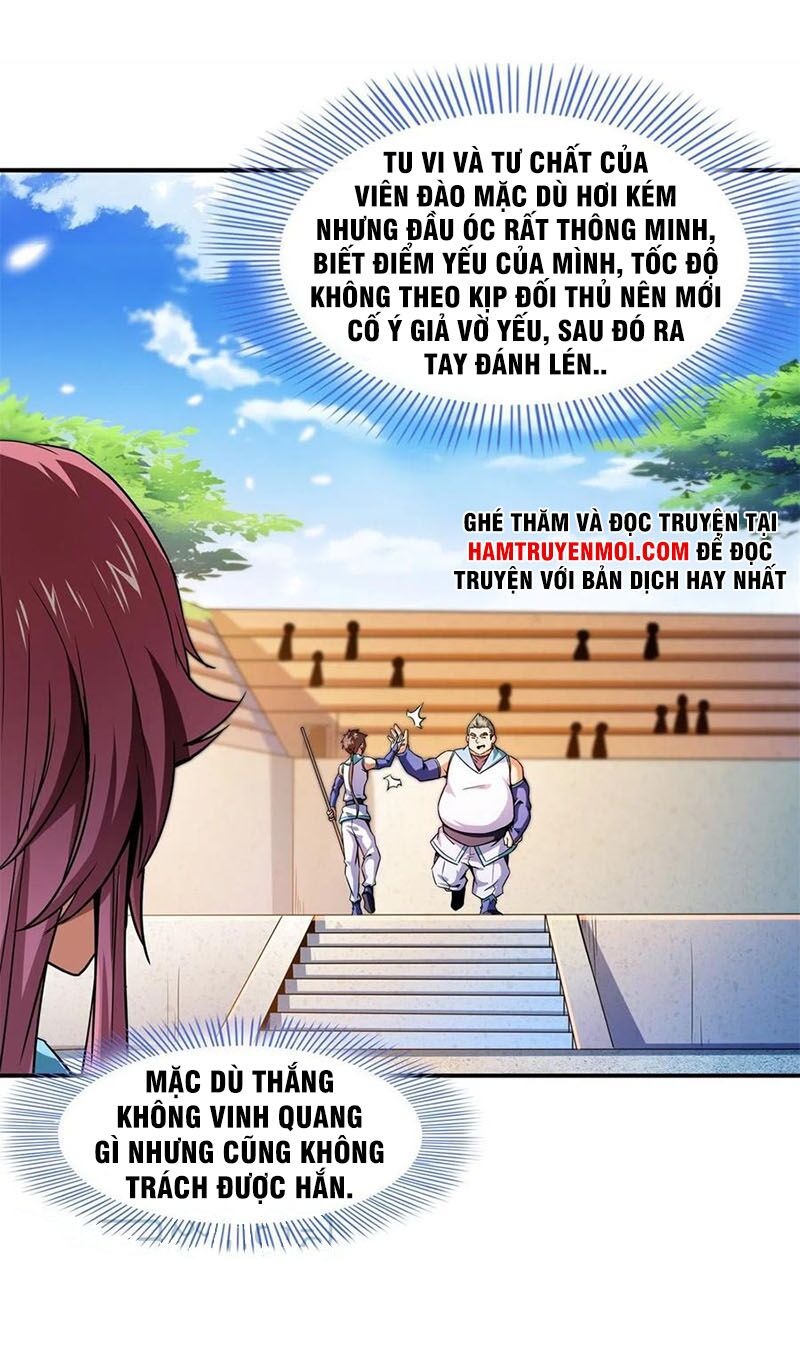 TU VI VÀ TƯ CHẤT CỦA
VIÊN ĐÀO MẶC DÙ HƠI KÉM
NHƯNG ĐẦU ÓC RẤT THÔNG MINH,
BIẾT ĐIỂM YẾU CỦA MÌNH, TỐC ĐỘ
KHÔNG THEO KỊP ĐỐI THỦ NÊN MỚI
CỐ Ý GIẢ VỜ YẾU, SAU ĐÓ RA
TAY ĐÁNH LÉN..
GHÉ THĂM VÀ ĐỌC TRUYỆN TẠI
HAMTRUYENMOI.COM ĐỂ ĐỌC
TRUYỆN VỚI BẢN DỊCH HAY NHẤT
MẶC DÙ THẮNG
KHÔNG VINH QUANG
GÌ NHƯNG CŨNG KHÔNG
TRÁCH ĐƯỢC HẮN.